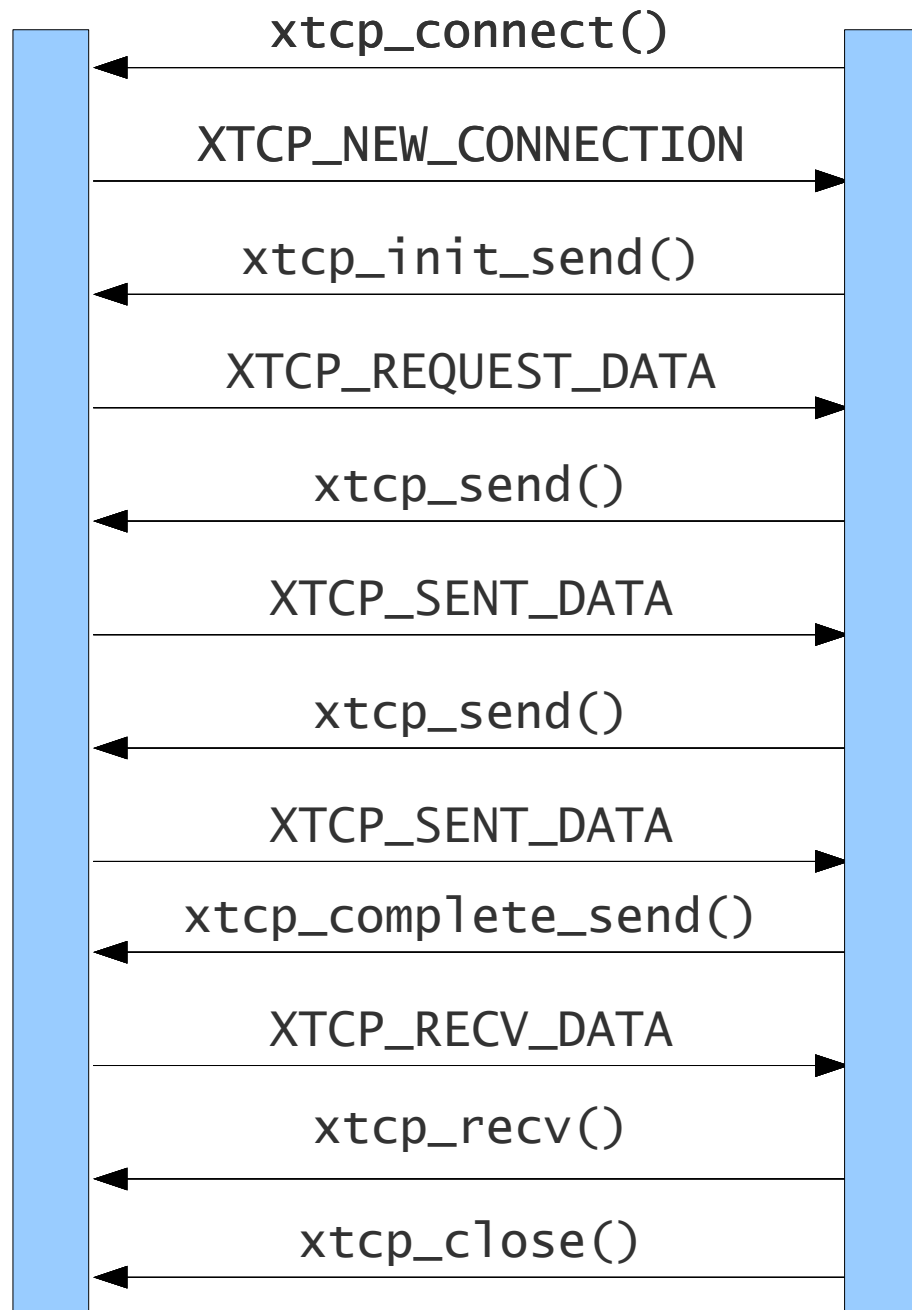 xtcp_connect()
XTCP_NEW_CONNECTION
xtcp_init_send()
XTCP_REQUEST_DATA
xtcp_send()
XTCP_SENT_DATA
xtcp_send()
XTCP_SENT_DATA
xtcp_complete_send()
XTCP_RECV_DATA
xtcp_recv()
xtcp_close()